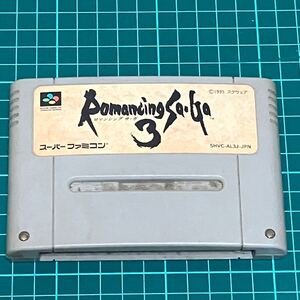 ©1995 スクウェア
Romancing Sa・Ga
ロマンシング サ・ガ
3
スーパーファミコン
SHVC-AL3J-JPN